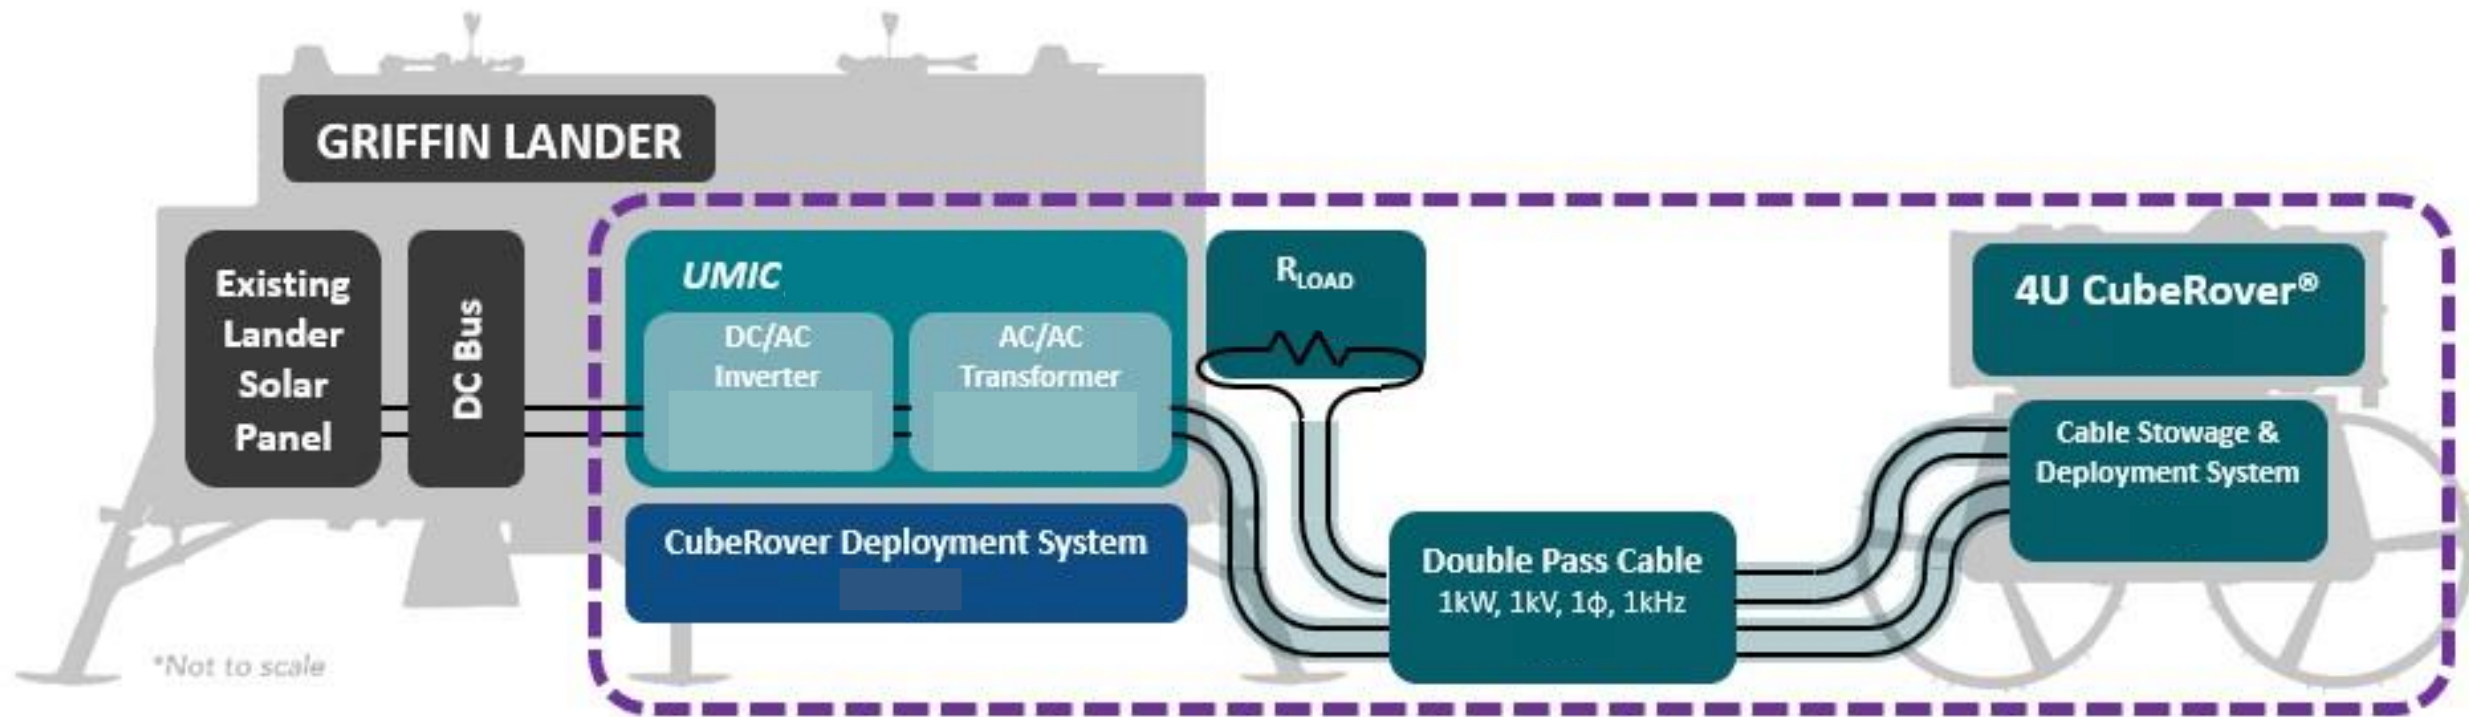 GRIFFIN LANDER
Existing
Lander
Solar
Panel
DC Bus
UMIC
DC/AC
Inverter
AC/AC
Transformer
CubeRover Deployment System
R_LOAD
Double Pass Cable
1kW, 1kV, 1ϕ, 1kHz
4U CubeRover®
Cable Stowage &
Deployment System
*Not to scale